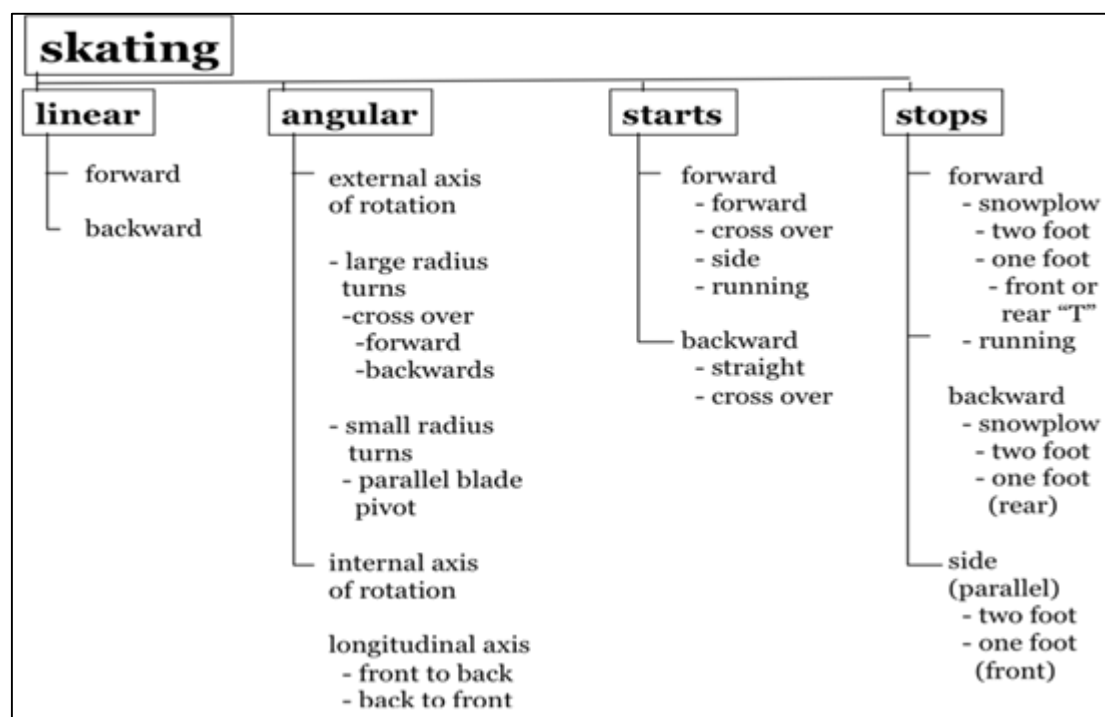 skating
linear
forward
backward
angular
external axis
of rotation
- large radius
turns
-cross over
-forward
-backwards
- small radius
turns
- parallel blade
pivot
internal axis
of rotation
longitudinal axis
- front to back
- back to front
starts
forward
- forward
- cross over
- side
- running
backward
- straight
- cross over
stops
forward
- snowplow
- two foot
- one foot
- front or
rear “T”
- running
backward
- snowplow
- two foot
- one foot
(rear)
side
(parallel)
- two foot
- one foot
(front)